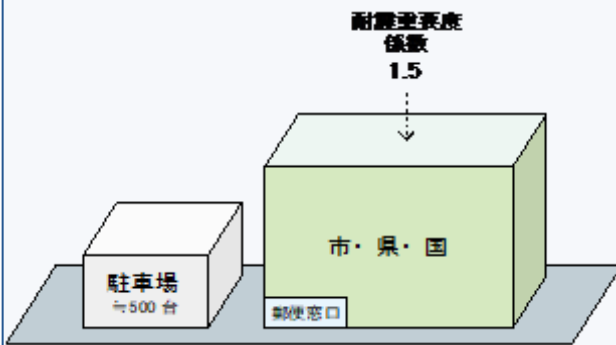 耐震重要度
係数
1.5
市・県・国
駐車場
≒500 台
郵便窓口